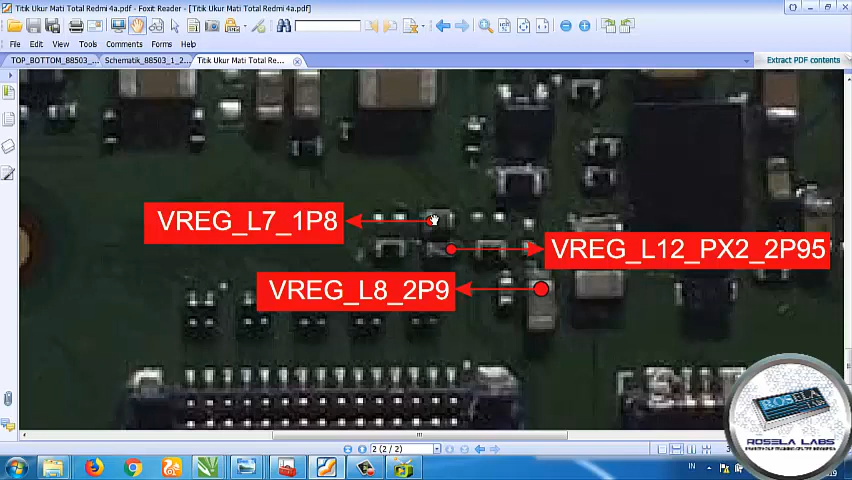 Titik Ukur Mati Total Redmi 4a.pdf - Foxit Reader - [Titik Ukur Mati Total Redmi 4a.pdf]
File Edit View Tools Comments Forms Help
TOP_BOTTOM_88503_... Schematik_88503_1_2... Titik Ukur Mati Total Re... Extract PDF contents
VREG_L7_1P8
VREG_L12_PX2_2P95
VREG_L8_2P9
ROSELA
ROSELA LABS
2 (2 / 2)
IN